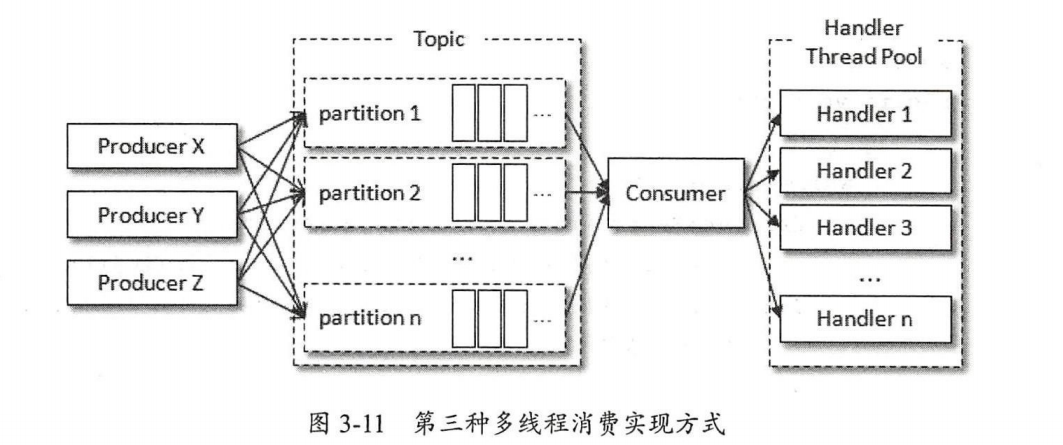 Topic
Handler
Thread Pool
Producer X
Producer Y
Producer Z
partition 1
...
partition 2
...
...
partition n
...
Consumer
Handler 1
Handler 2
Handler 3
...
Handler n
图 3-11 第三种多线程消费实现方式